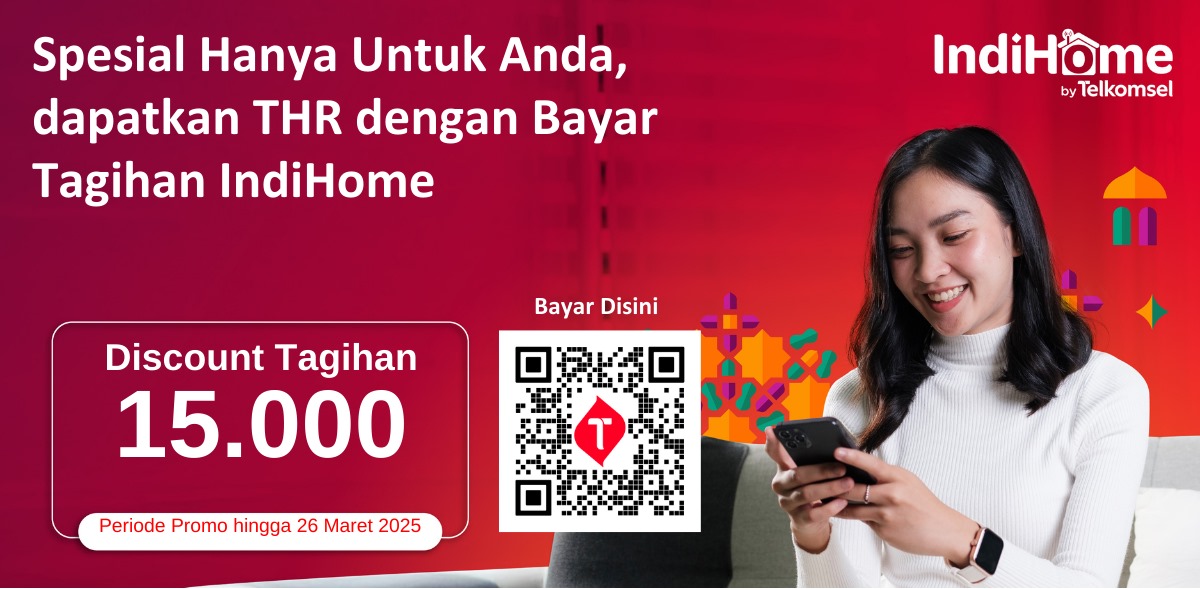 Spesial Hanya Untuk Anda,
dapatkan THR dengan Bayar
Tagihan IndiHome
IndiHome
by Telkomsel
Bayar Disini
Discount Tagihan
15.000
Periode Promo hingga 26 Maret 2025